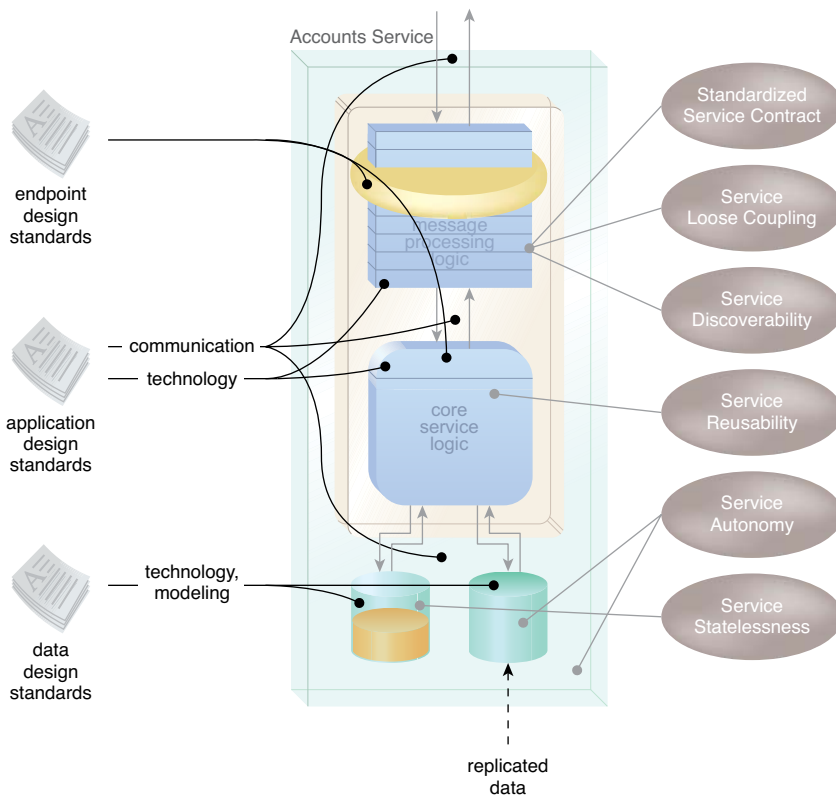 Accounts Service
endpoint
design
standards
communication
technology
application
design
standards
technology,
modeling
data
design
standards
message
processing
logic
core
service
logic
replicated
data
Standardized
Service Contract
Service
Loose Coupling
Service
Discoverability
Service
Reusability
Service
Autonomy
Service
Statelessness